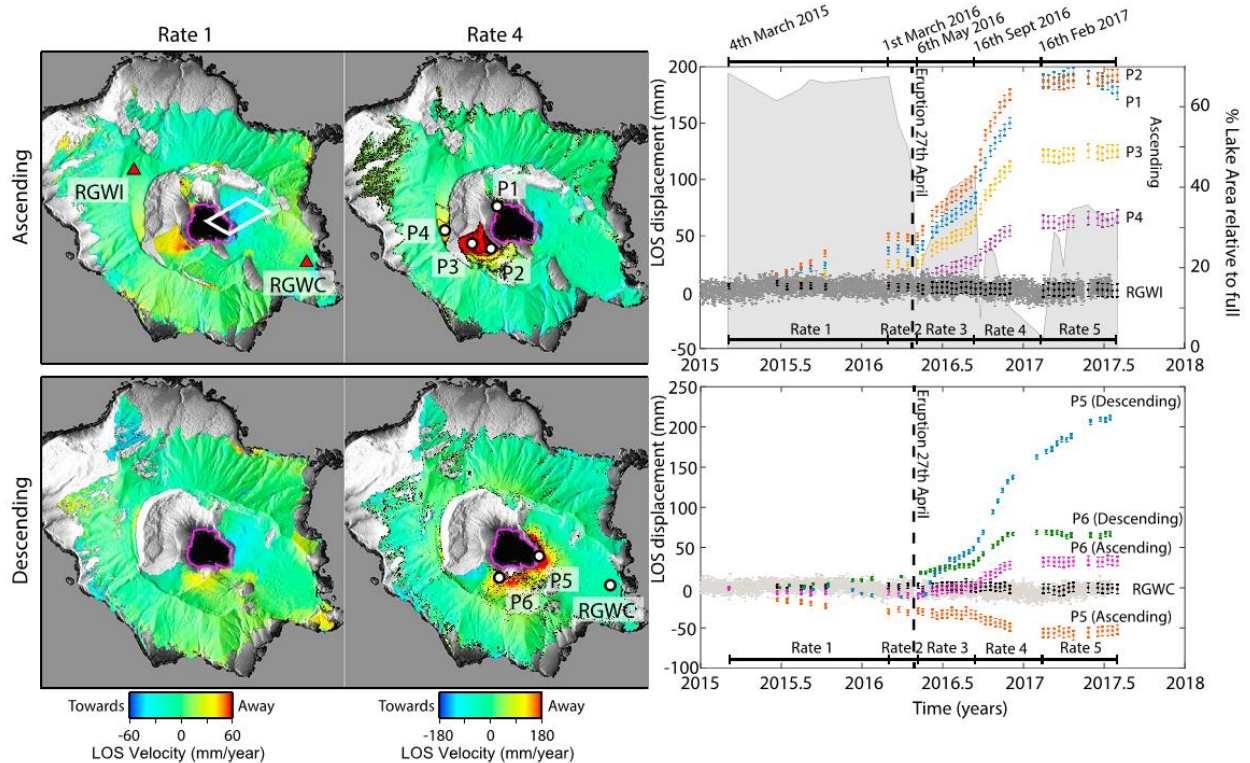 Rate 1
Rate 4
Ascending
RGWI
RGWC
P1
P4
P3
P2
Descending
P5
P6
RGWC
Towards
Away
-60
0
60
LOS Velocity (mm/year)
Towards
Away
-180
0
180
LOS Velocity (mm/year)
4th March 2015
1st March 2016
6th May 2016
16th Sept 2016
16th Feb 2017
200
150
100
50
0
-50
LOS displacement (mm)
Eruption 27th April
P2
P1
P3
P4
RGWI
Ascending
60
40
20
0
% Lake Area relative to full
Rate 1
Rate 2
Rate 3
Rate 4
Rate 5
2015
2015.5
2016
2016.5
2017
2017.5
2018
250
200
150
100
50
0
-50
-100
LOS displacement (mm)
Eruption 27th April
P5 (Descending)
P6 (Descending)
P6 (Ascending)
RGWC
P5 (Ascending)
Rate 1
Rate 2
Rate 3
Rate 4
Rate 5
2015
2015.5
2016
2016.5
2017
2017.5
2018
Time (years)